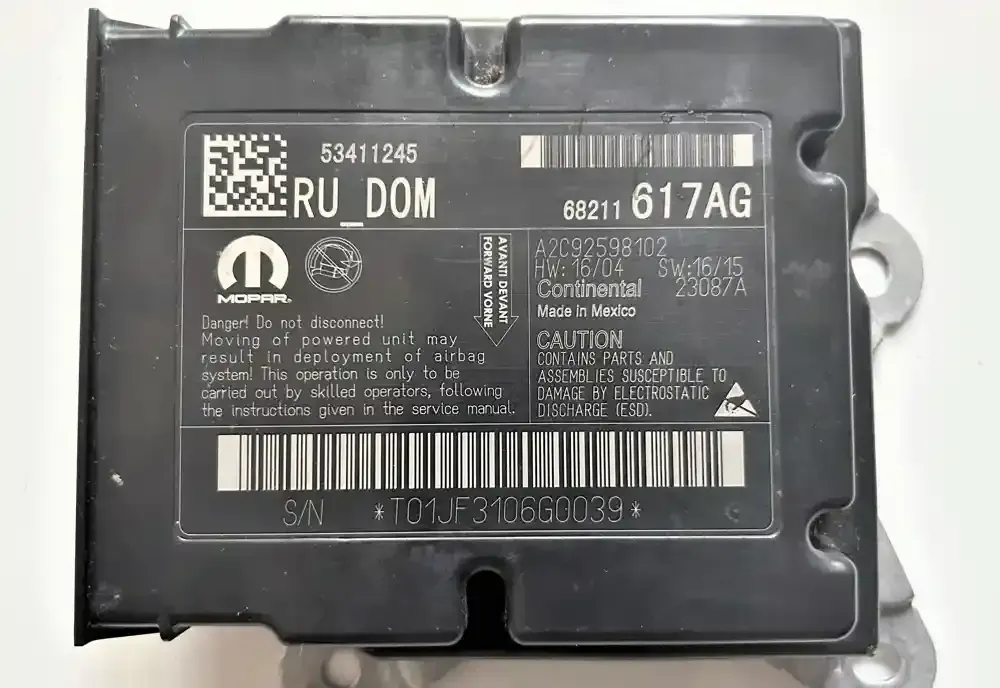 53411245
RU_DOM
68211 617AG
MOPAR
AVANTI DEVANT
FORWARD VORNE
A2C92598102
HW: 16/04 SW:16/15
Continental 23087A
Made in Mexico
Danger! Do not disconnect!
Moving of powered unit may
result in deployment of airbag
system! This operation is only to be
carried out by skilled operators, following
the instructions given in the service manual.
CAUTION
CONTAINS PARTS AND
ASSEMBLIES SUSCEPTIBLE TO
DAMAGE BY ELECTROSTATIC
DISCHARGE (ESD).
S/N *T01JF3106G0039*